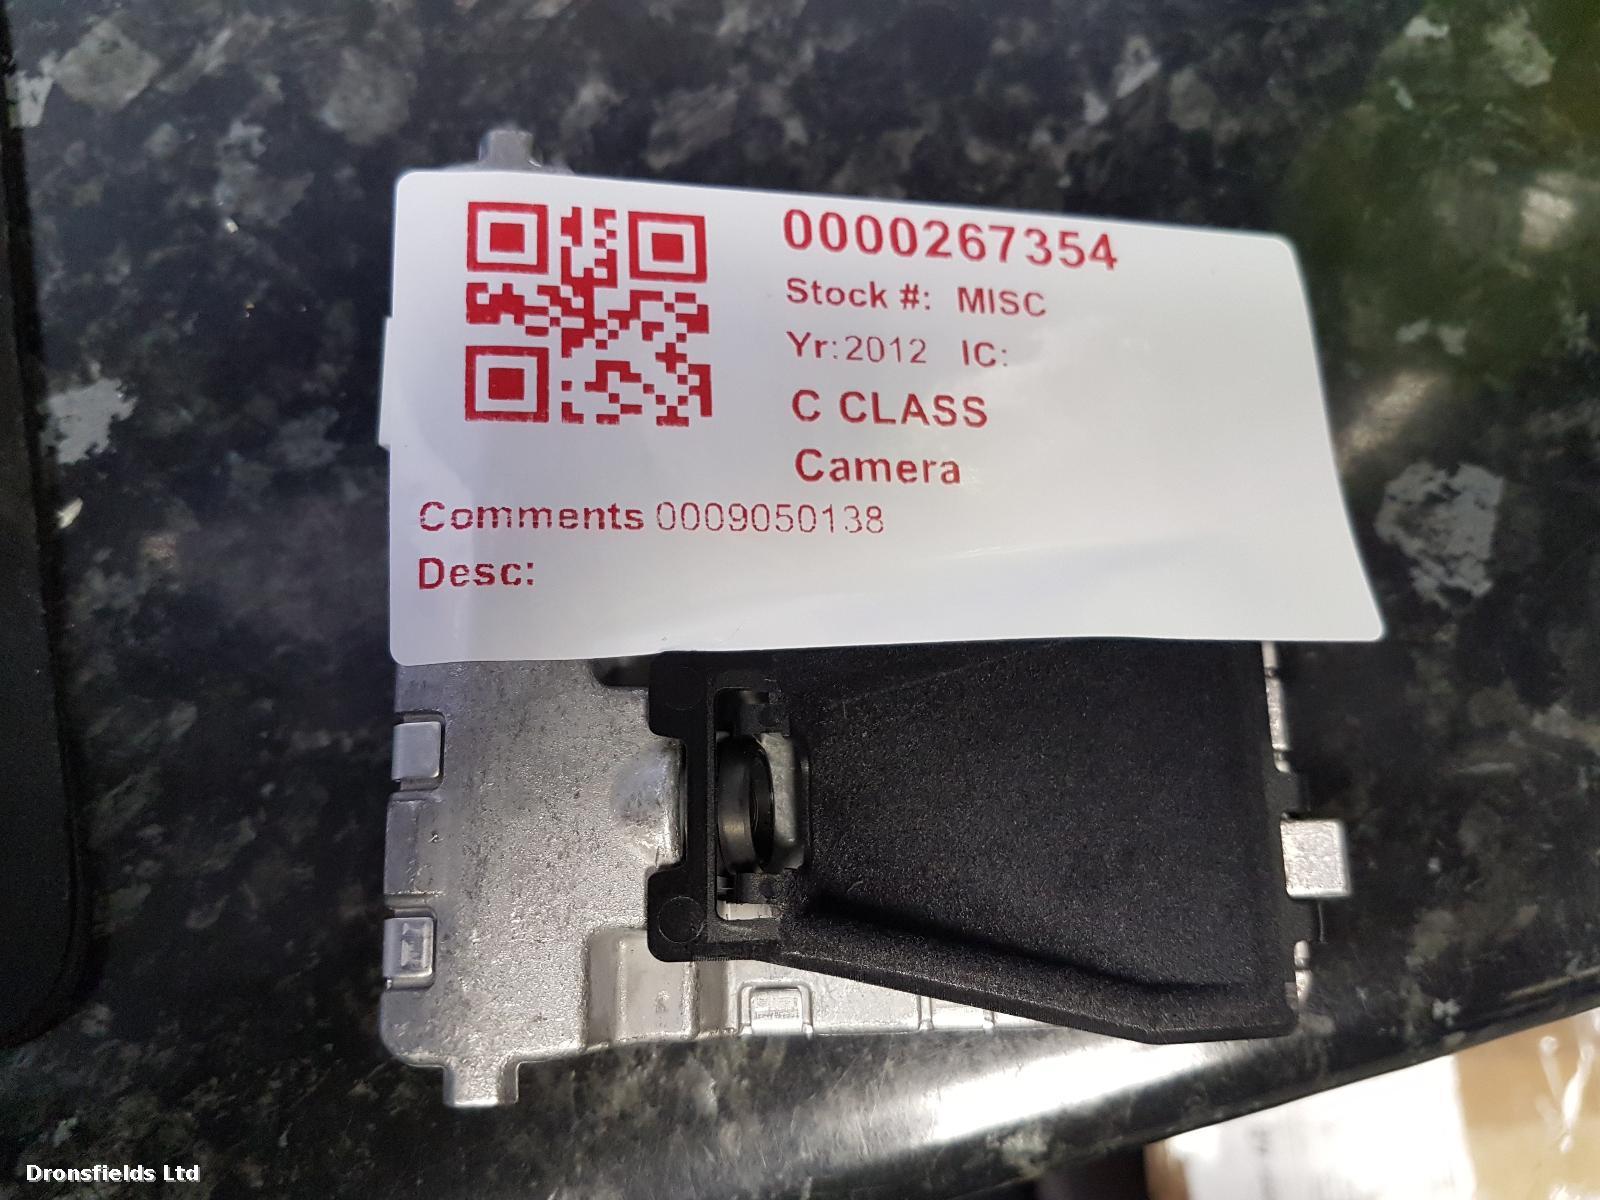 0000267354
Stock #: MISC
Yr:2012 IC:
C CLASS
Camera
Comments 0009050138
Desc:
Dronsfields Ltd